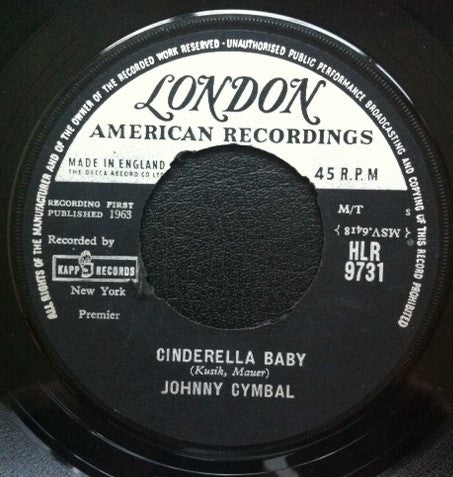 ALL RIGHTS OF THE MANUFACTURER AND OF THE OWNER OF THE RECORDED WORK RESERVED - UNAUTHORISED PUBLIC PERFORMANCE BROADCASTING AND COPYING OF THIS RECORD PROHIBITED
LONDON
AMERICAN RECORDINGS
MADE IN ENGLAND
THE DECCA RECORD CO LTD
45 R.P.M
RECORDING FIRST
PUBLISHED 1963
M/T
S
Recorded by
{ MSV.6418 }
KAPP RECORDS
HLR
9731
New York
Premier
CINDERELLA BABY
(Kusik, Mauer)
JOHNNY CYMBAL